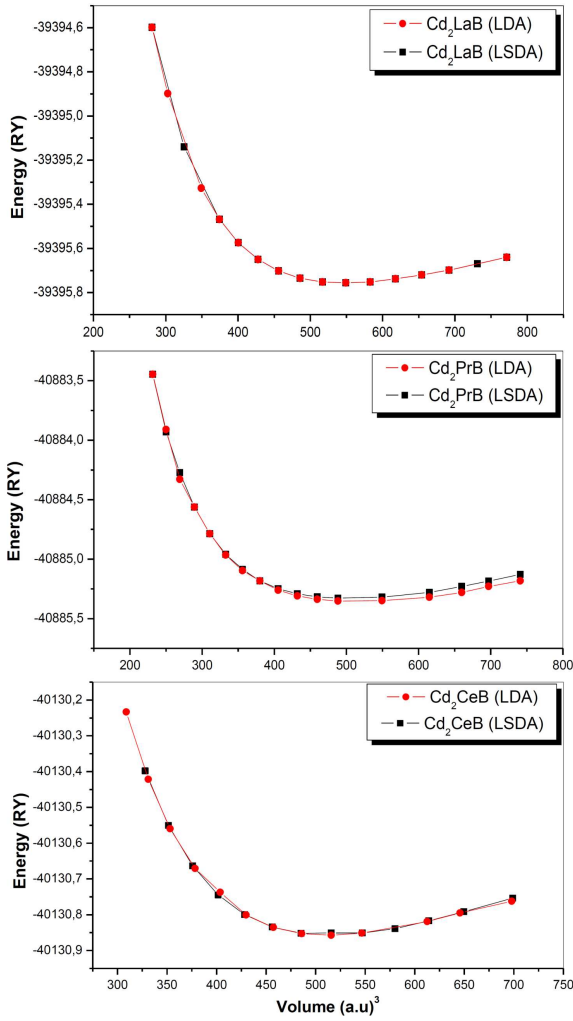 Cd₂LaB (LDA)
Cd₂LaB (LSDA)
Energy (RY)
-39394,6
-39394,8
-39395,0
-39395,2
-39395,4
-39395,6
-39395,8
200 300 400 500 600 700 800
Cd₂PrB (LDA)
Cd₂PrB (LSDA)
Energy (RY)
-40883,5
-40884,0
-40884,5
-40885,0
-40885,5
200 300 400 500 600 700 800
Cd₂CeB (LDA)
Cd₂CeB (LSDA)
Energy (RY)
-40130,2
-40130,3
-40130,4
-40130,5
-40130,6
-40130,7
-40130,8
-40130,9
300 350 400 450 500 550 600 650 700 750
Volume (a.u)³